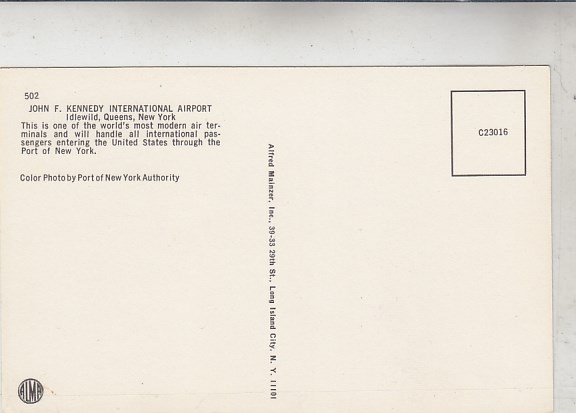 502
JOHN F. KENNEDY INTERNATIONAL AIRPORT
Idlewild, Queens, New York
This is one of the world's most modern air ter-
minals and will handle all international pas-
sengers entering the United States through the
Port of New York.
Color Photo by Port of New York Authority
Alfred Mainzer, Inc., 39-33 29th St., Long Island City, N. Y. 11101
C23016
ALMA